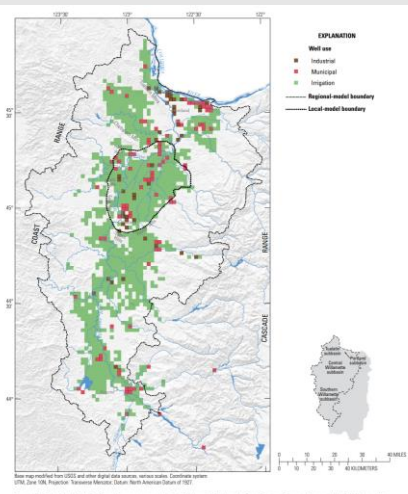 123°30'
123°
122°30'
122°
EXPLANATION
Well use
Industrial
Municipal
Irrigation
Regional-model boundary
Local-model boundary
45°
30'
COAST
RANGE
45°
30'
CASCADE
RANGE
44°
Tualatin
subbasin
Portland
subbasin
Central
Willamette
subbasin
Southern
Willamette
subbasin
0 10 20 30 40 MILES
0 10 20 30 40 KILOMETERS
Base map modified from USGS and other digital data sources, various scales. Coordinate system:
UTM, Zone 10N, Projection: Transverse Mercator, Datum: North American Datum of 1927.